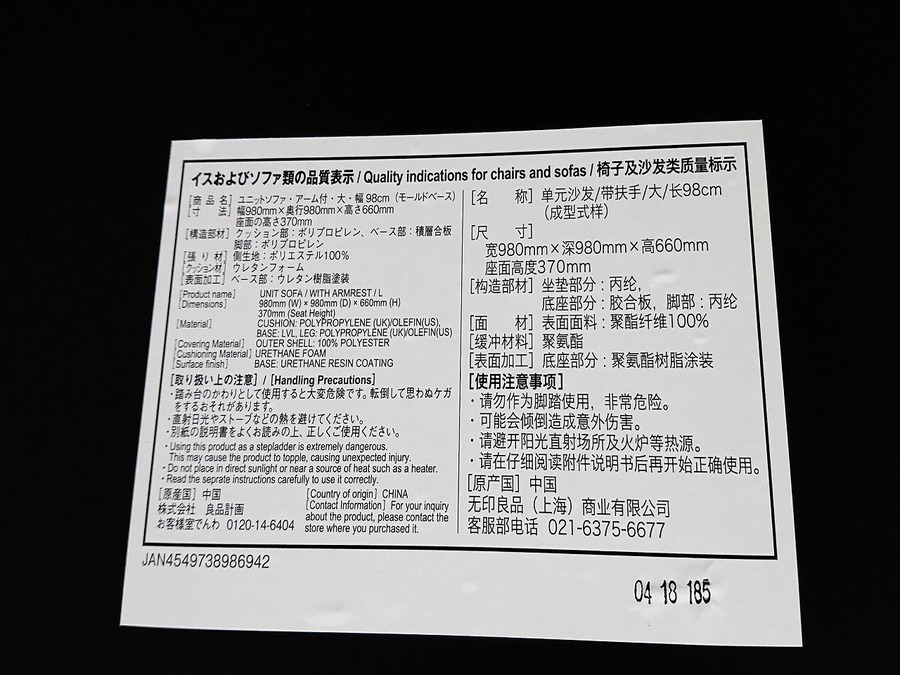 イスおよびソファ類の品質表示 / Quality indications for chairs and sofas / 椅子及沙发类质量标示
［商 品 名］ ユニットソファ・アーム付・大・幅98cm（モールドベース）
［寸　　法］ 幅980mm×奥行980mm×高さ660mm
座面の高さ370mm
［構造部材］ クッション部：ポリプロピレン、ベース部：積層合板
脚部：ポリプロピレン
［張 り 材］ 側生地：ポリエステル100%
［クッション材］ ウレタンフォーム
［表面加工］ ベース部：ウレタン樹脂塗装
［Product name］ UNIT SOFA / WITH ARMREST / L
［Dimensions］ 980mm (W) × 980mm (D) × 660mm (H)
370mm (Seat Height)
［Material］ CUSHION: POLYPROPYLENE (UK)/OLEFIN(US),
BASE: LVL, LEG: POLYPROPYLENE (UK)/OLEFIN(US)
［Covering Material］ OUTER SHELL: 100% POLYESTER
［Cushioning Material］ URETHANE FOAM
［Surface finish］ BASE: URETHANE RESIN COATING
［取り扱い上の注意］/［Handling Precautions］
・踏み台のかわりとして使用すると大変危険です。転倒して思わぬケガ
をするおそれがあります。
・直射日光やストーブなどの熱を避けてください。
・別紙の説明書をよくお読みの上、正しくご使用ください。
・Using this product as a stepladder is extremely dangerous.
This may cause the product to topple, causing unexpected injury.
・Do not place in direct sunlight or near a source of heat such as a heater.
・Read the seprate instructions carefully to use it correctly.
［原産国］中国
株式会社　良品計画
お客様室でんわ　0120-14-6404
［Country of origin］CHINA
［Contact Information］For your inquiry
about the product, please contact the
store where you purchased it.
［名　　称］ 单元沙发/带扶手/大/长98cm
（成型式样）
［尺　　寸］
宽980mm×深980mm×高660mm
座面高度370mm
［构造部材］ 坐垫部分：丙纶，
底座部分：胶合板，脚部：丙纶
［面　　材］ 表面面料：聚酯纤维100%
［缓冲材料］ 聚氨酯
［表面加工］ 底座部分：聚氨酯树脂涂装
［使用注意事项］
・请勿作为脚踏使用，非常危险。
・可能会倾倒造成意外伤害。
・请避开阳光直射场所及火炉等热源。
・请在仔细阅读附件说明书后再开始正确使用。
［原产国］中国
无印良品（上海）商业有限公司
客服部电话 021-6375-6677
JAN4549738986942
04 18 185